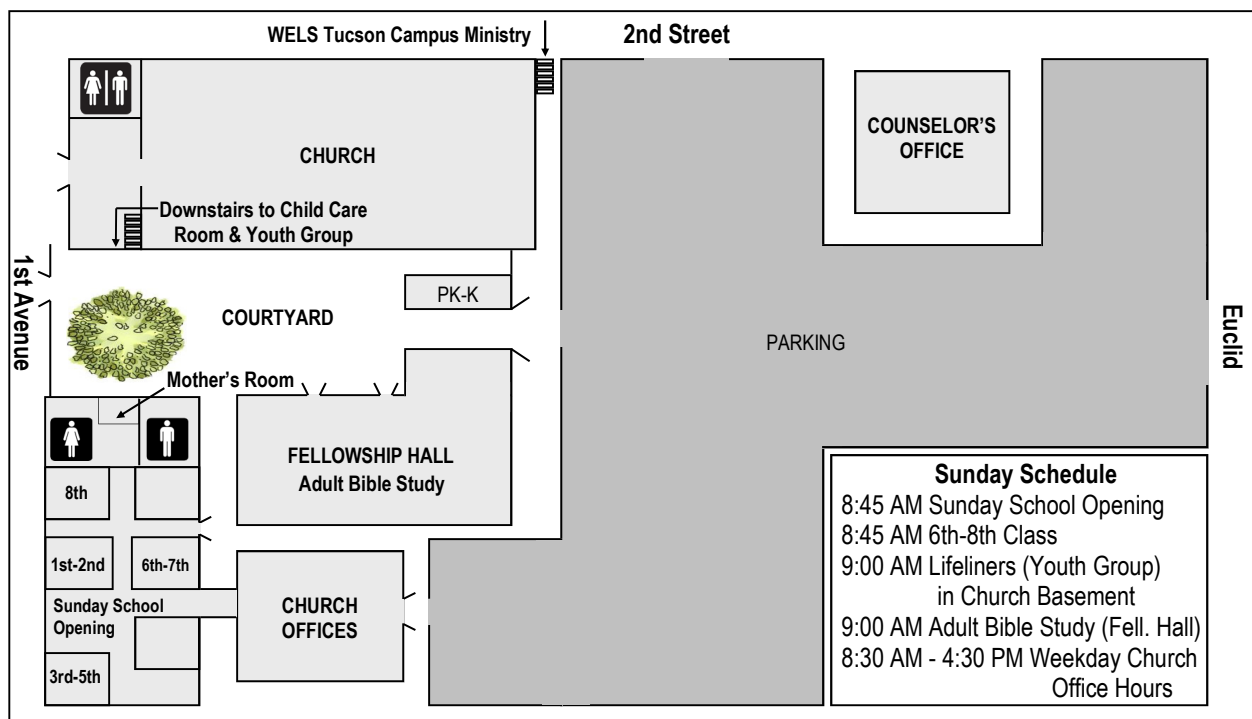 WELS Tucson Campus Ministry
2nd Street
COUNSELOR'S
OFFICE
CHURCH
Downstairs to Child Care
Room & Youth Group
1st Avenue
PK-K
COURTYARD
PARKING
Euclid
Mother's Room
FELLOWSHIP HALL
Adult Bible Study
8th
1st-2nd
6th-7th
Sunday School
Opening
3rd-5th
CHURCH
OFFICES
Sunday Schedule
8:45 AM Sunday School Opening
8:45 AM 6th-8th Class
9:00 AM Lifeliners (Youth Group)
in Church Basement
9:00 AM Adult Bible Study (Fell. Hall)
8:30 AM - 4:30 PM Weekday Church
Office Hours